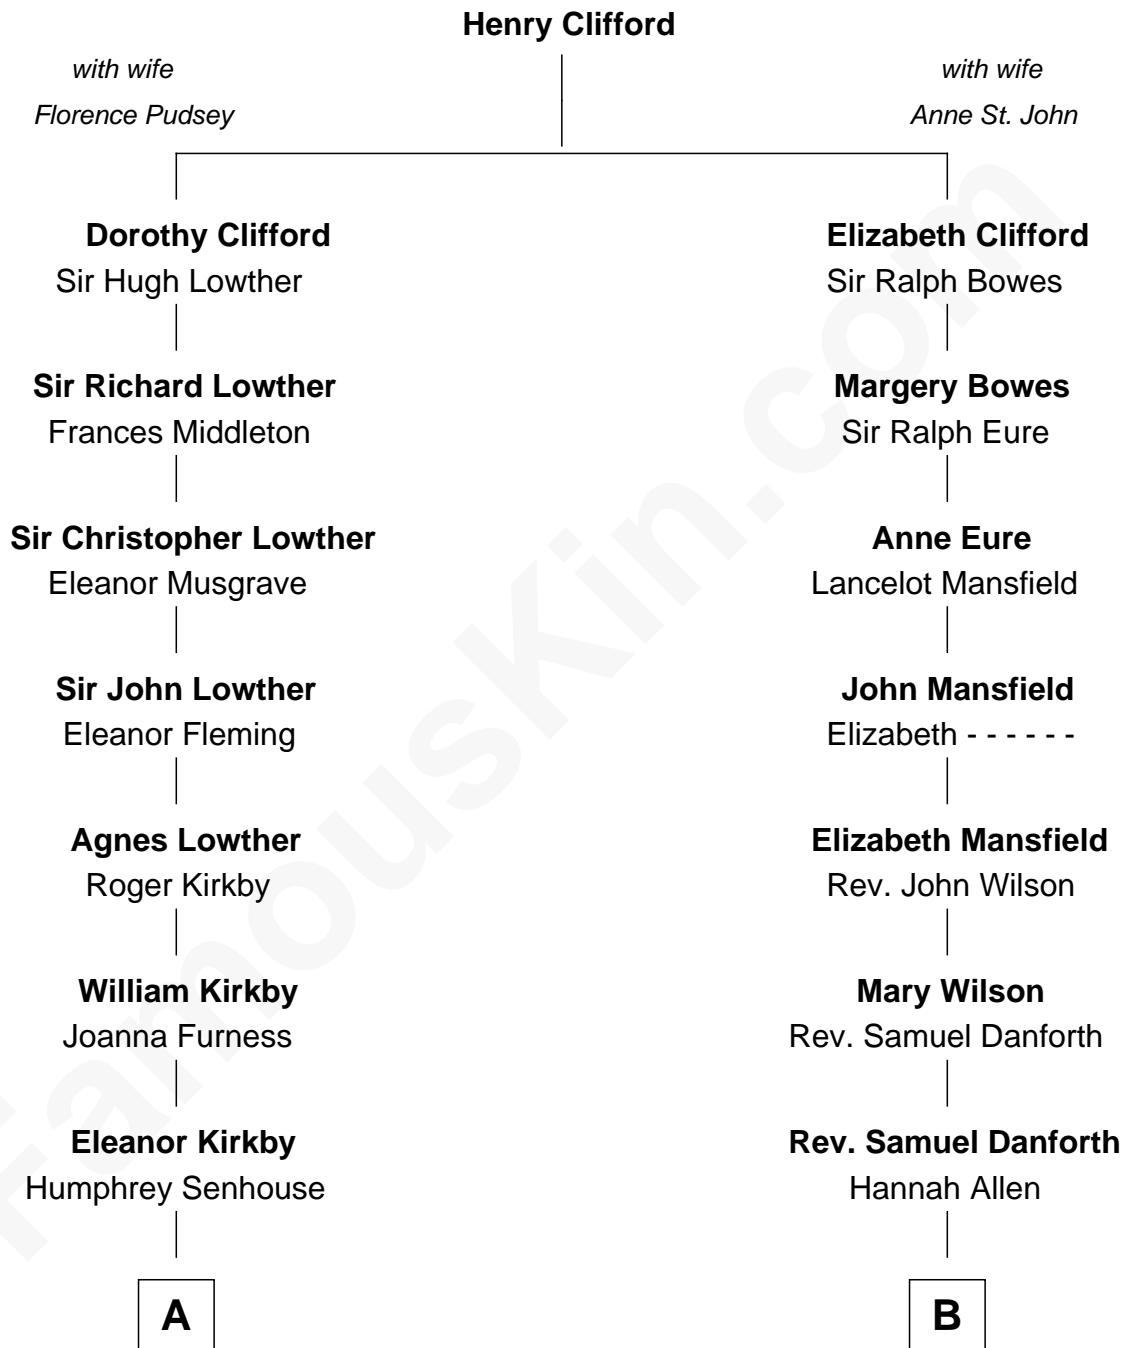 Henry Clifford
with wife
Florence Pudsey
with wife
Anne St. John
Dorothy Clifford
Sir Hugh Lowther
Elizabeth Clifford
Sir Ralph Bowes
Sir Richard Lowther
Frances Middleton
Margery Bowes
Sir Ralph Eure
Sir Christopher Lowther
Eleanor Musgrave
Anne Eure
Lancelot Mansfield
Sir John Lowther
Eleanor Fleming
John Mansfield
Elizabeth - - - - - -
Agnes Lowther
Roger Kirkby
Elizabeth Mansfield
Rev. John Wilson
William Kirkby
Joanna Furness
Mary Wilson
Rev. Samuel Danforth
Eleanor Kirkby
Humphrey Senhouse
Rev. Samuel Danforth
Hannah Allen
A
B
FamousKin.com